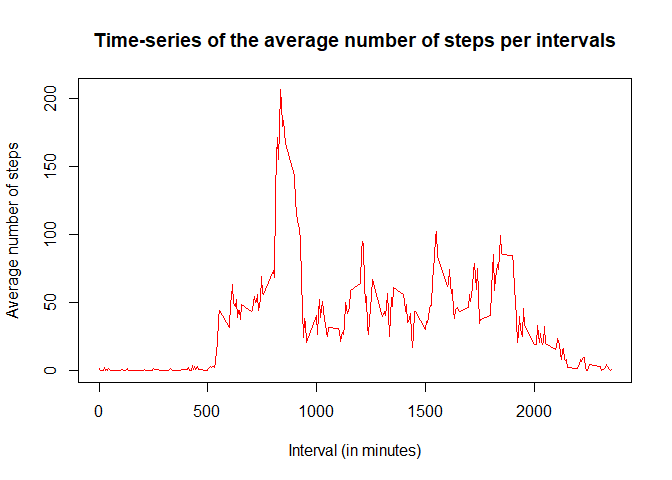 Time-series of the average number of steps per intervals
Average number of steps
200
150
100
50
0
0 500 1000 1500 2000
Interval (in minutes)